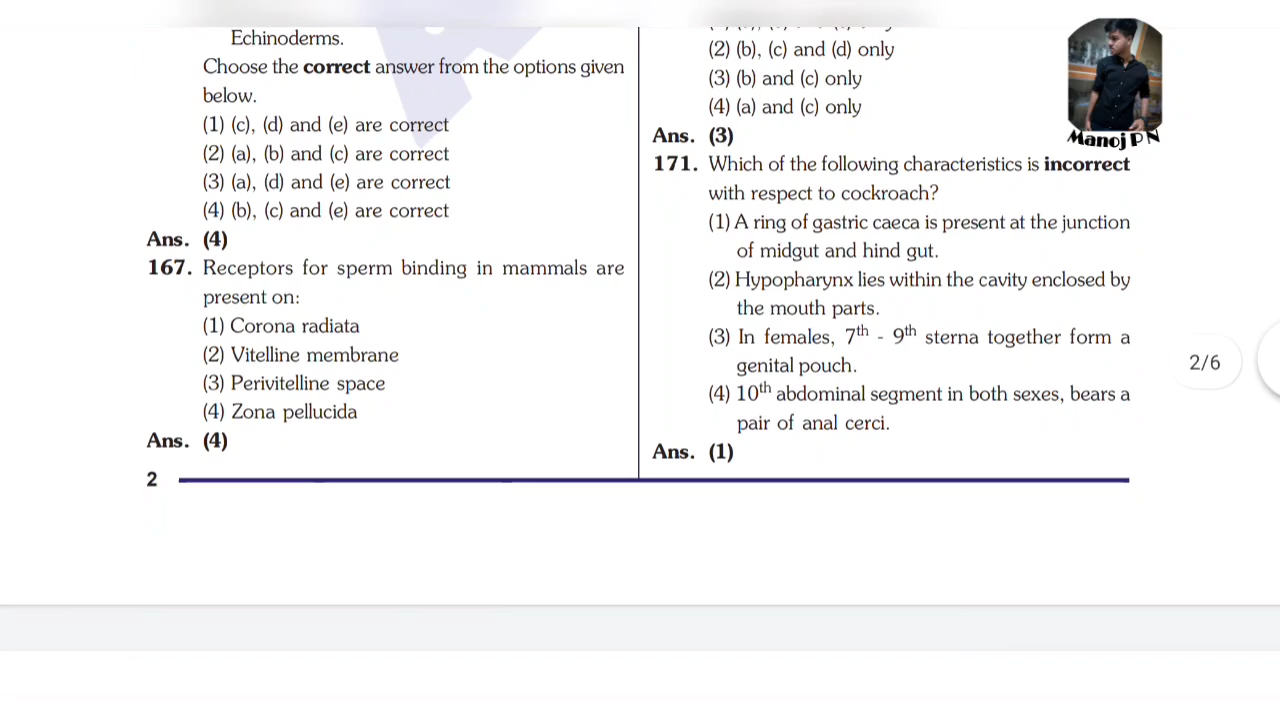 Echinoderms.
Choose the correct answer from the options given
below.
(1) (c), (d) and (e) are correct
(2) (a), (b) and (c) are correct
(3) (a), (d) and (e) are correct
(4) (b), (c) and (e) are correct
Ans. (4)
167. Receptors for sperm binding in mammals are
present on:
(1) Corona radiata
(2) Vitelline membrane
(3) Perivitelline space
(4) Zona pellucida
Ans. (4)
2
(2) (b), (c) and (d) only
(3) (b) and (c) only
(4) (a) and (c) only
Ans. (3)
171. Which of the following characteristics is incorrect
with respect to cockroach?
(1) A ring of gastric caeca is present at the junction
of midgut and hind gut.
(2) Hypopharynx lies within the cavity enclosed by
the mouth parts.
(3) In females, 7th - 9th sterna together form a
genital pouch.
(4) 10th abdominal segment in both sexes, bears a
pair of anal cerci.
Ans. (1)
Manoj PN
2/6